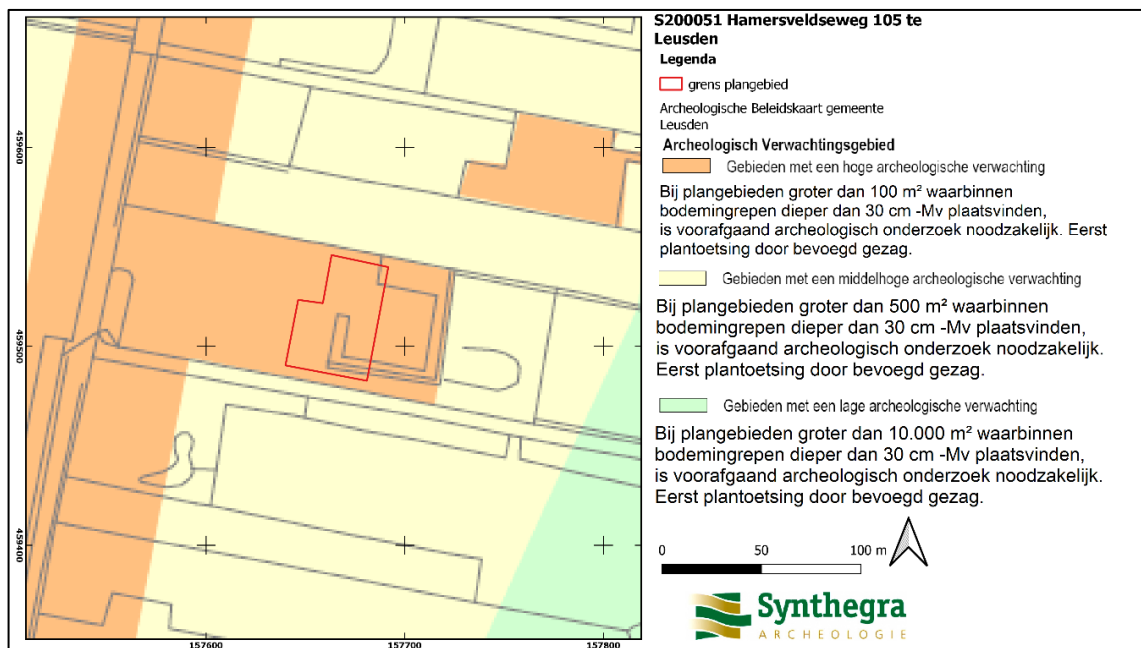 S200051 Hamersveldseweg 105 te
Leusden
Legenda
grens plangebied
Archeologische Beleidskaart gemeente
Leusden
Archeologisch Verwachtingsgebied
Gebieden met een hoge archeologische verwachting
Bij plangebieden groter dan 100 m² waarbinnen
bodemingrepen dieper dan 30 cm -Mv plaatsvinden,
is voorafgaand archeologisch onderzoek noodzakelijk. Eerst
plantoetsing door bevoegd gezag.
Gebieden met een middelhoge archeologische verwachting
Bij plangebieden groter dan 500 m² waarbinnen
bodemingrepen dieper dan 30 cm -Mv plaatsvinden,
is voorafgaand archeologisch onderzoek noodzakelijk.
Eerst plantoetsing door bevoegd gezag.
Gebieden met een lage archeologische verwachting
Bij plangebieden groter dan 10.000 m² waarbinnen
bodemingrepen dieper dan 30 cm -Mv plaatsvinden,
is voorafgaand archeologisch onderzoek noodzakelijk.
Eerst plantoetsing door bevoegd gezag.
0 50 100 m
Synthegra
ARCHEOLOGIE
459600
459500
459400
157600 157700 157800